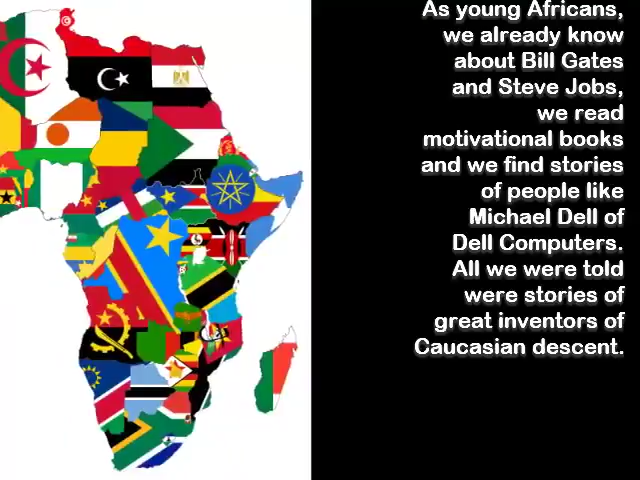 As young Africans,
we already know
about Bill Gates
and Steve Jobs,
we read
motivational books
and we find stories
of people like
Michael Dell of
Dell Computers.
All we were told
were stories of
great inventors of
Caucasian descent.